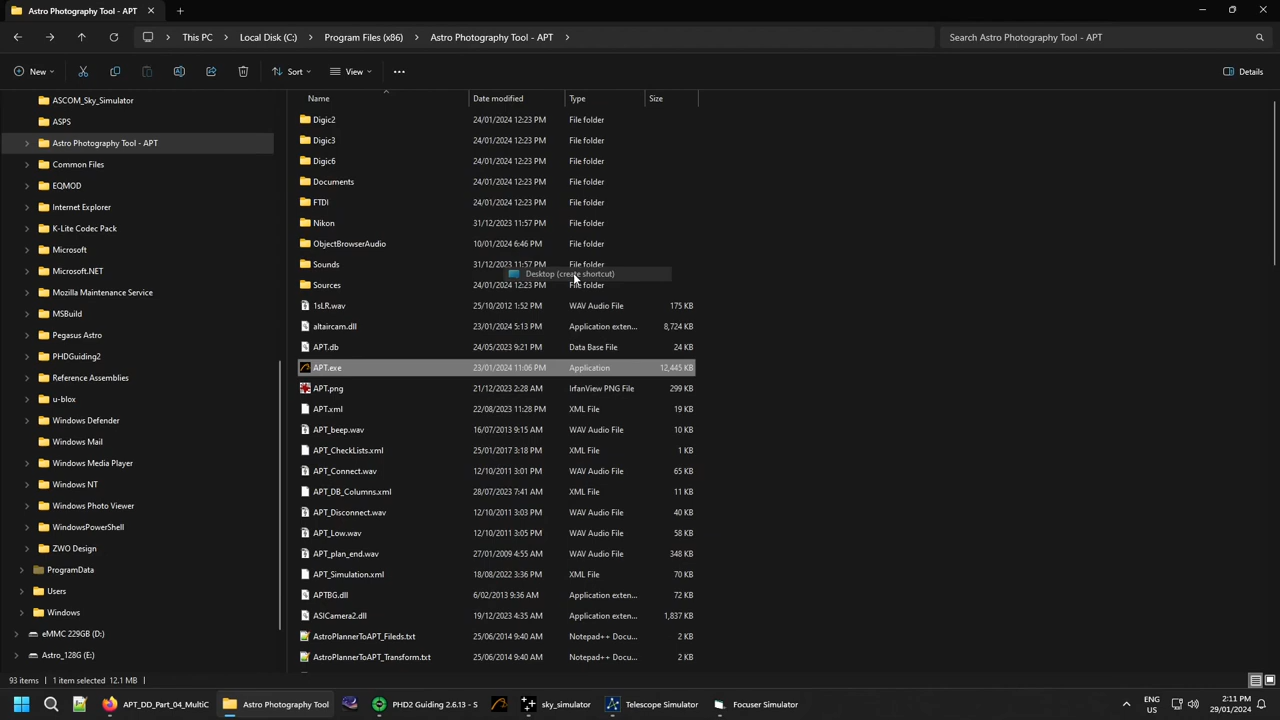 Astro Photography Tool - APT
This PC > Local Disk (C:) > Program Files (x86) > Astro Photography Tool - APT >
Search Astro Photography Tool - APT
New
Sort
View
Details
ASCOM_Sky_Simulator
ASPS
Astro Photography Tool - APT
Common Files
EQMOD
Internet Explorer
K-Lite Codec Pack
Microsoft
Microsoft.NET
Mozilla Maintenance Service
MSBuild
Pegasus Astro
PHDGuiding2
Reference Assemblies
u-blox
Windows Defender
Windows Mail
Windows Media Player
Windows NT
Windows Photo Viewer
WindowsPowerShell
ZWO Design
ProgramData
Users
Windows
eMMC 229GB (D:)
Astro_128G (E:)
Name Date modified Type Size
Digic2 24/01/2024 12:23 PM File folder
Digic3 24/01/2024 12:23 PM File folder
Digic6 24/01/2024 12:23 PM File folder
Documents 24/01/2024 12:23 PM File folder
FTDI 24/01/2024 12:23 PM File folder
Nikon 31/12/2023 11:57 PM File folder
ObjectBrowserAudio 10/01/2024 6:46 PM File folder
Sounds 31/12/2023 11:57 PM File folder
Desktop (create shortcut)
Sources 24/01/2024 12:23 PM File folder
1sLR.wav 25/10/2012 1:52 PM WAV Audio File 175 KB
altaircam.dll 23/01/2024 5:13 PM Application exten... 8,724 KB
APT.db 24/05/2023 9:21 PM Data Base File 24 KB
APT.exe 23/01/2024 11:06 PM Application 12,445 KB
APT.png 21/12/2023 2:28 AM IrfanView PNG File 299 KB
APT.xml 22/08/2023 11:28 PM XML File 19 KB
APT_beep.wav 16/07/2013 9:15 AM WAV Audio File 10 KB
APT_CheckLists.xml 25/01/2017 3:18 PM XML File 1 KB
APT_Connect.wav 12/10/2011 3:01 PM WAV Audio File 65 KB
APT_DB_Columns.xml 28/07/2023 7:41 AM XML File 11 KB
APT_Disconnect.wav 12/10/2011 3:03 PM WAV Audio File 40 KB
APT_Low.wav 12/10/2011 3:05 PM WAV Audio File 58 KB
APT_plan_end.wav 27/01/2009 4:55 AM WAV Audio File 348 KB
APT_Simulation.xml 18/08/2022 3:36 PM XML File 70 KB
APTBG.dll 6/02/2013 9:36 AM Application exten... 72 KB
ASICamera2.dll 19/12/2023 4:35 AM Application exten... 1,837 KB
AstroPlannerToAPT_Fileds.txt 25/06/2014 9:40 AM Notepad++ Docu... 2 KB
AstroPlannerToAPT_Transform.txt 25/06/2014 9:40 AM Notepad++ Docu... 2 KB
93 items 1 item selected 12.1 MB
APT_DD_Part_04_MultiC
Astro Photography Tool
PHD2 Guiding 2.6.13 - S
sky_simulator
Telescope Simulator
Focuser Simulator
ENG
US
2:11 PM
29/01/2024